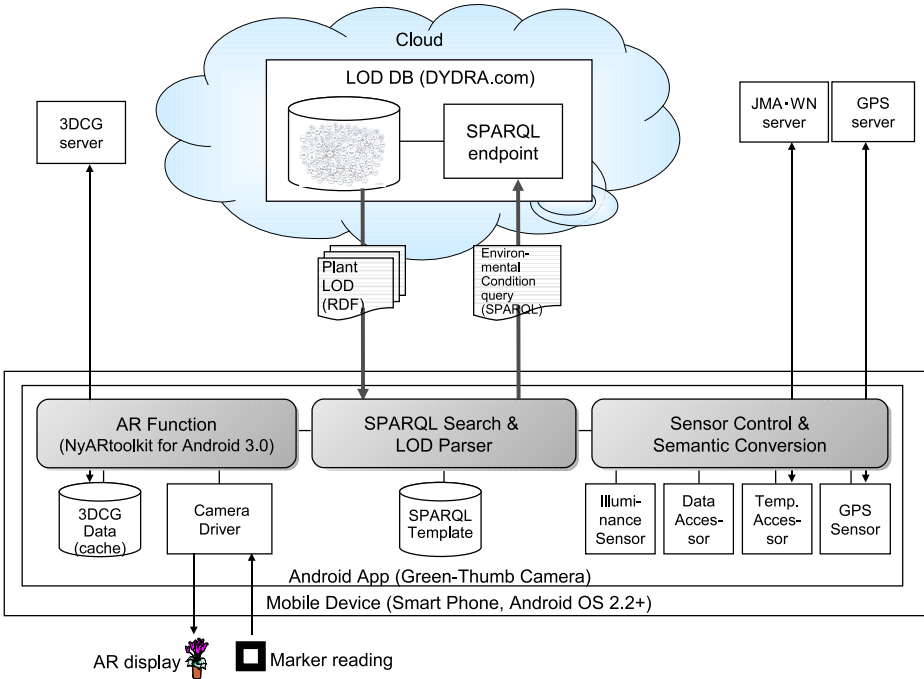 Cloud
LOD DB (DYDRA.com)
SPARQL
endpoint
3DCG
server
JMA・WN
server
GPS
server
Plant
LOD
(RDF)
Environ-
mental
Condition
query
(SPARQL)
AR Function
(NyARtoolkit for Android 3.0)
SPARQL Search &
LOD Parser
Sensor Control &
Semantic Conversion
3DCG
Data
(cache)
Camera
Driver
SPARQL
Template
Illumi-
nance
Sensor
Data
Acces-
sor
Temp.
Acces-
sor
GPS
Sensor
Android App (Green-Thumb Camera)
Mobile Device (Smart Phone, Android OS 2.2+)
AR display
Marker reading